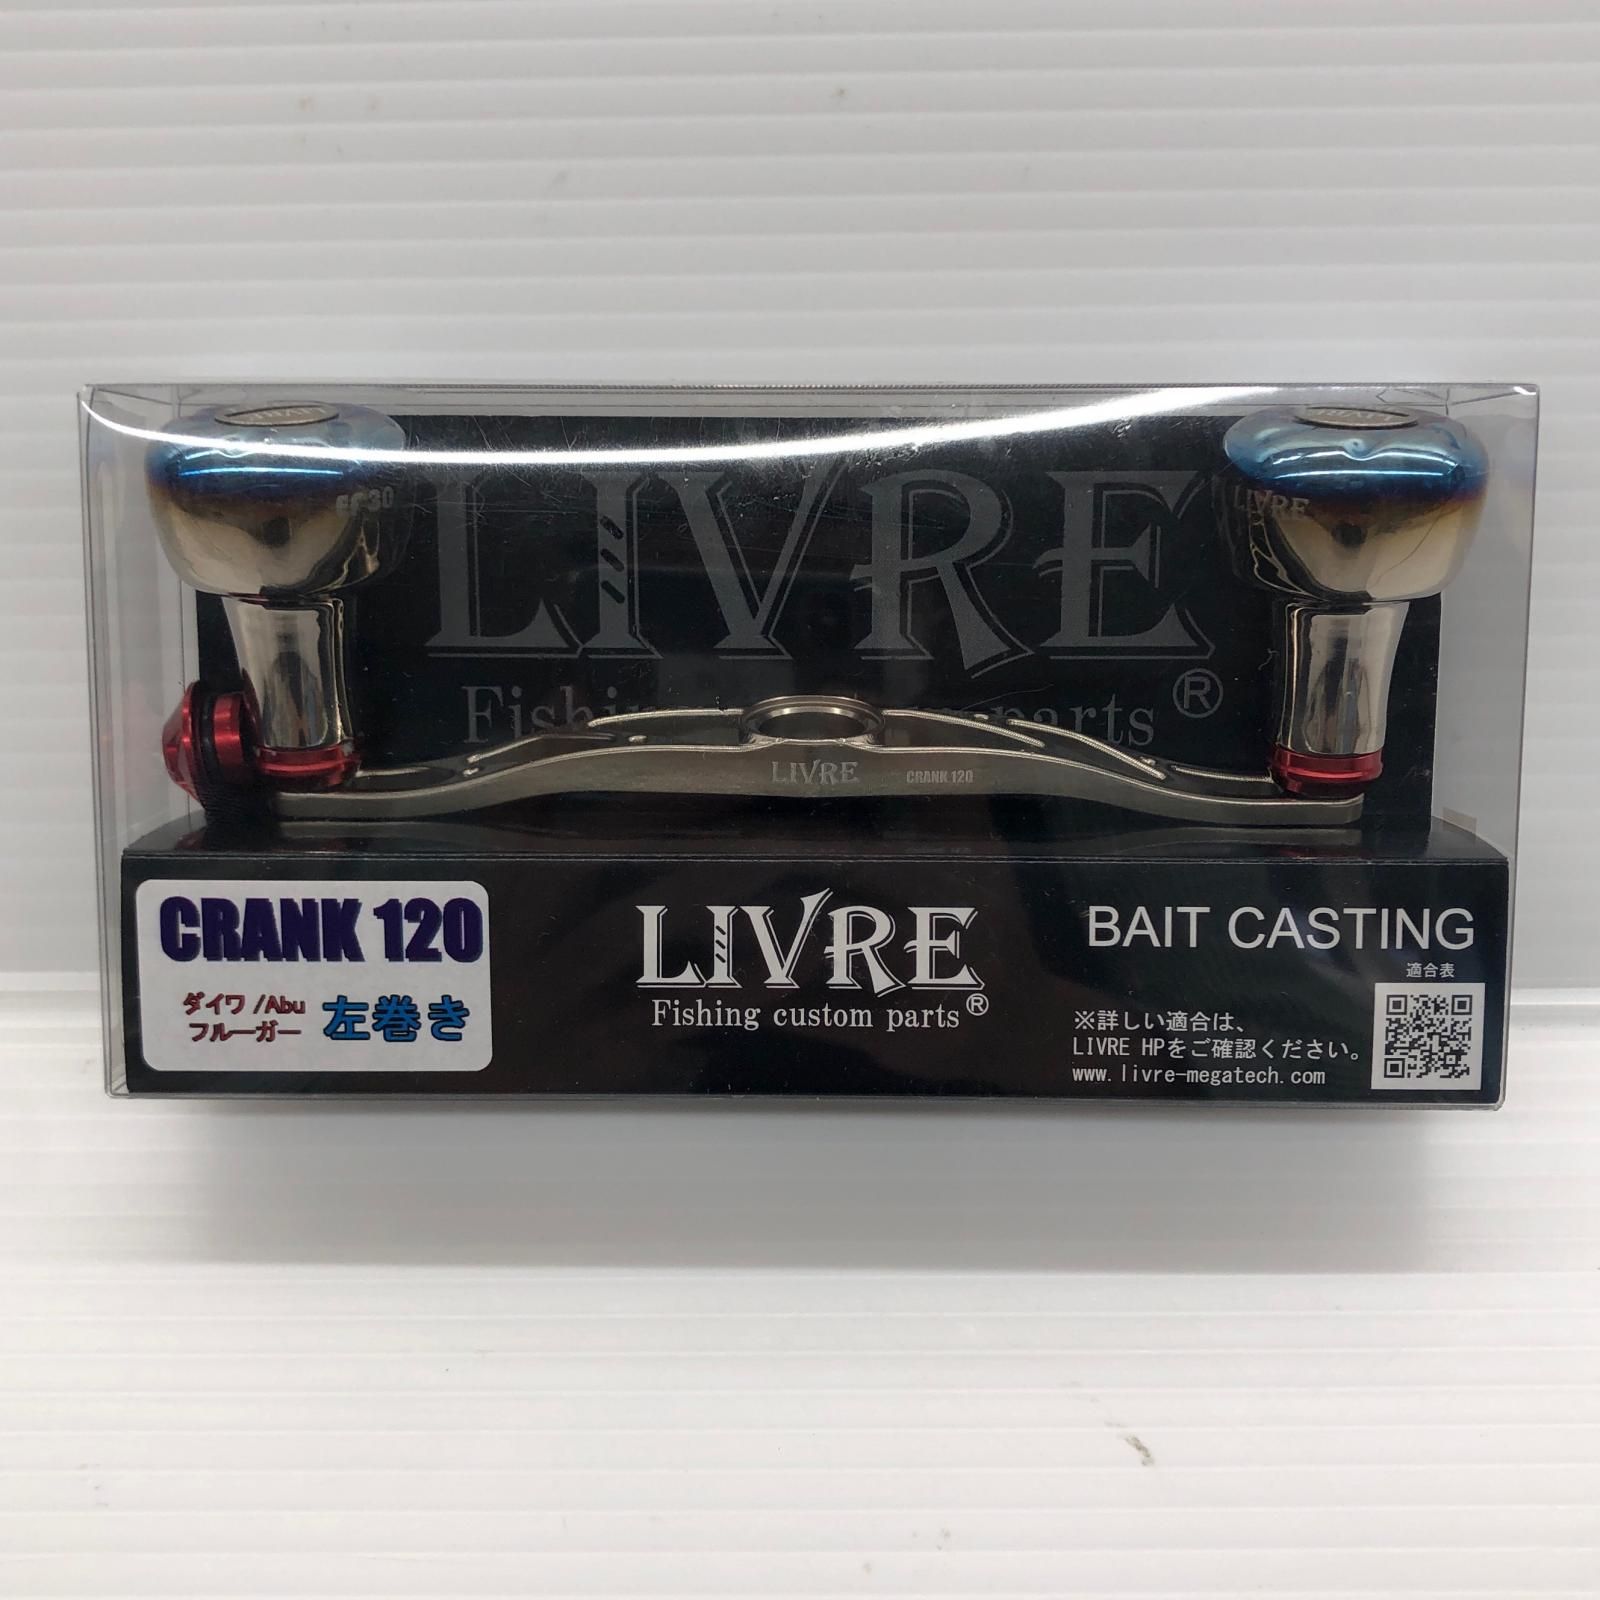 LIVRE
EF30
LIVRE
LIVRE
parts®
LIVRE CRANK 120
CRANK 120
ダイワ /Abu
フルーガー 左巻き
LIVRE
Fishing custom parts®
BAIT CASTING
適合表
※詳しい適合は、
LIVRE HPをご確認ください。
www.livre-megatech.com